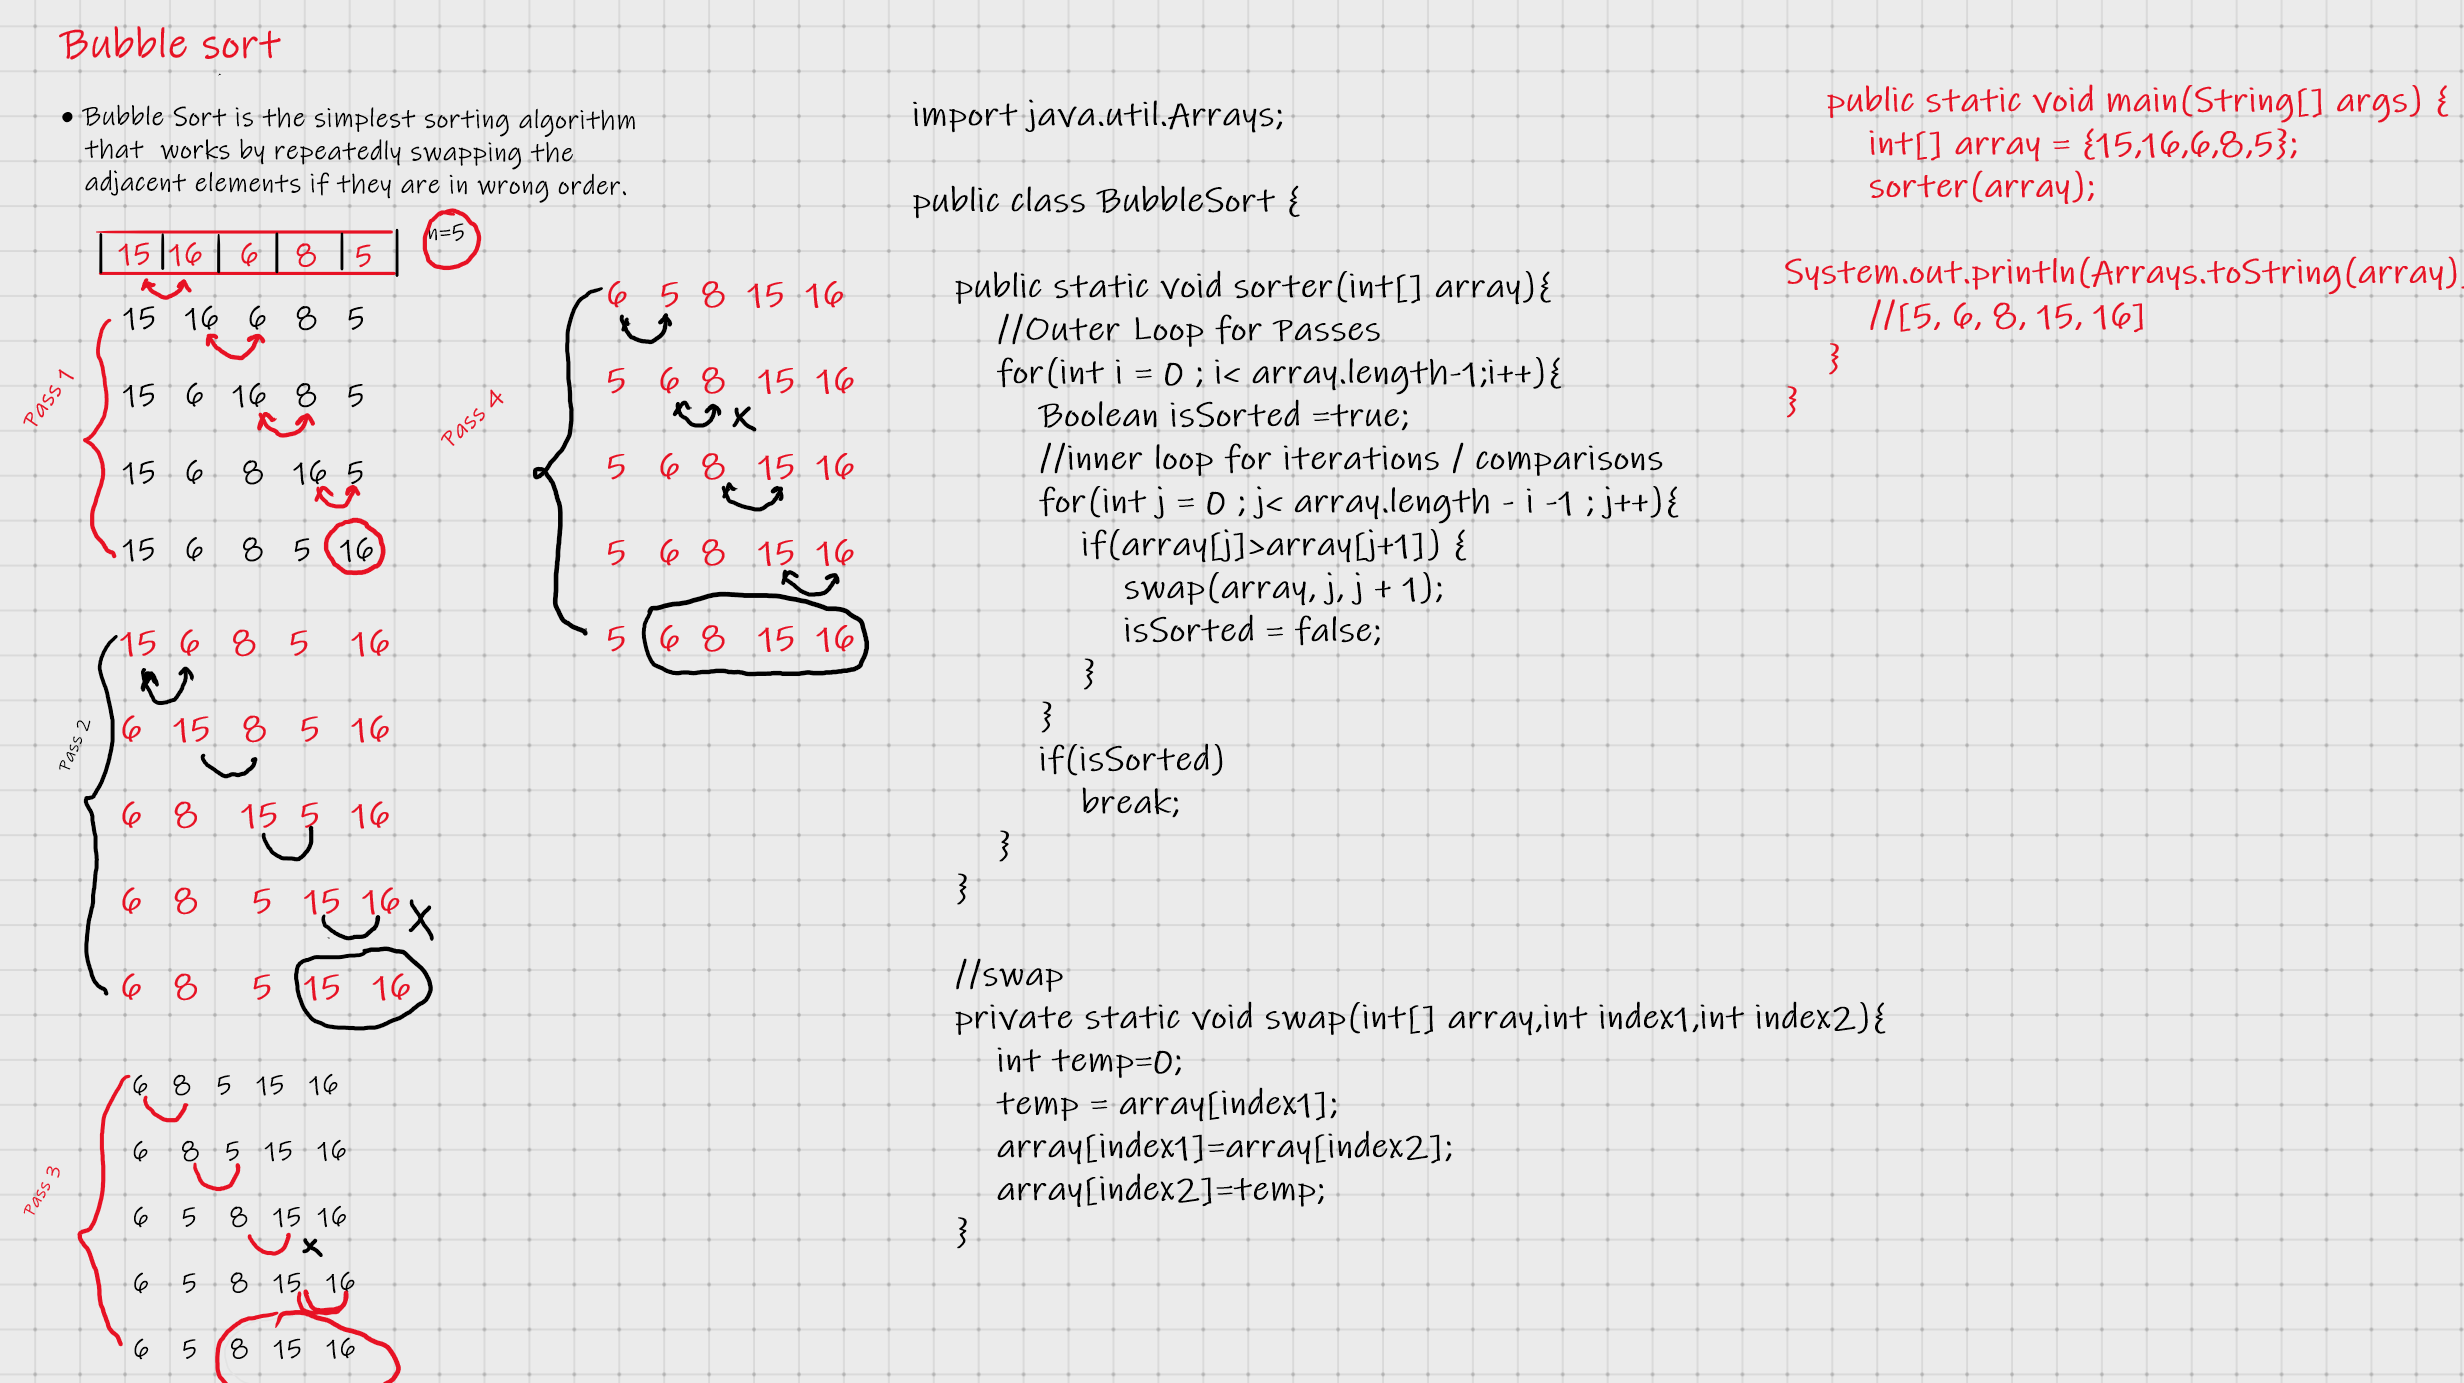 Bubble sort
• Bubble Sort is the simplest sorting algorithm
that works by repeatedly swapping the
adjacent elements if they are in wrong order.
n=5
15 16 6 8 5
Pass 1
15 16 6 8 5
15 6 16 8 5
15 6 8 16 5
15 6 8 5 16
Pass 2
15 6 8 5 16
6 15 8 5 16
6 8 15 5 16
6 8 5 15 16 X
6 8 5 15 16
Pass 3
6 8 5 15 16
6 8 5 15 16
6 5 8 15 16
x
6 5 8 15 16
6 5 8 15 16
Pass 4
6 5 8 15 16
5 6 8 15 16
x
5 6 8 15 16
5 6 8 15 16
5 6 8 15 16
import java.util.Arrays;
public class BubbleSort {
public static void sorter(int[] array){
//Outer Loop for Passes
for(int i = 0 ; i< array.length-1;i++){
Boolean isSorted =true;
//inner loop for iterations / comparisons
for(int j = 0 ; j< array.length - i -1 ; j++){
if(array[j]>array[j+1]) {
swap(array, j, j + 1);
isSorted = false;
}
}
if(isSorted)
break;
}
}
//swap
private static void swap(int[] array,int index1,int index2){
int temp=0;
temp = array[index1];
array[index1]=array[index2];
array[index2]=temp;
}
public static void main(String[] args) {
int[] array = {15,16,6,8,5};
sorter(array);
System.out.println(Arrays.toString(array)
//[5, 6, 8, 15, 16]
}
}